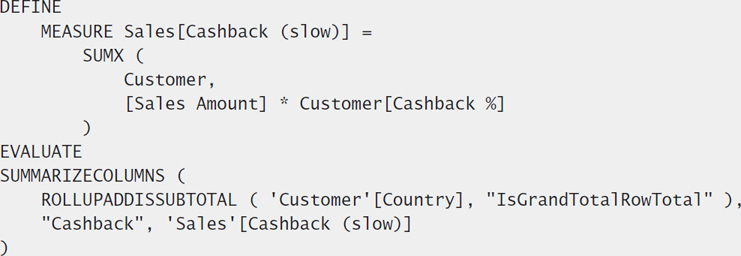 DEFINE
    MEASURE Sales[Cashback (slow)] =
        SUMX (
            Customer,
            [Sales Amount] * Customer[Cashback %]
        )
EVALUATE
SUMMARIZECOLUMNS (
    ROLLUPADDISSUBTOTAL ( 'Customer'[Country], "IsGrandTotalRowTotal" ),
    "Cashback", 'Sales'[Cashback (slow)]
)